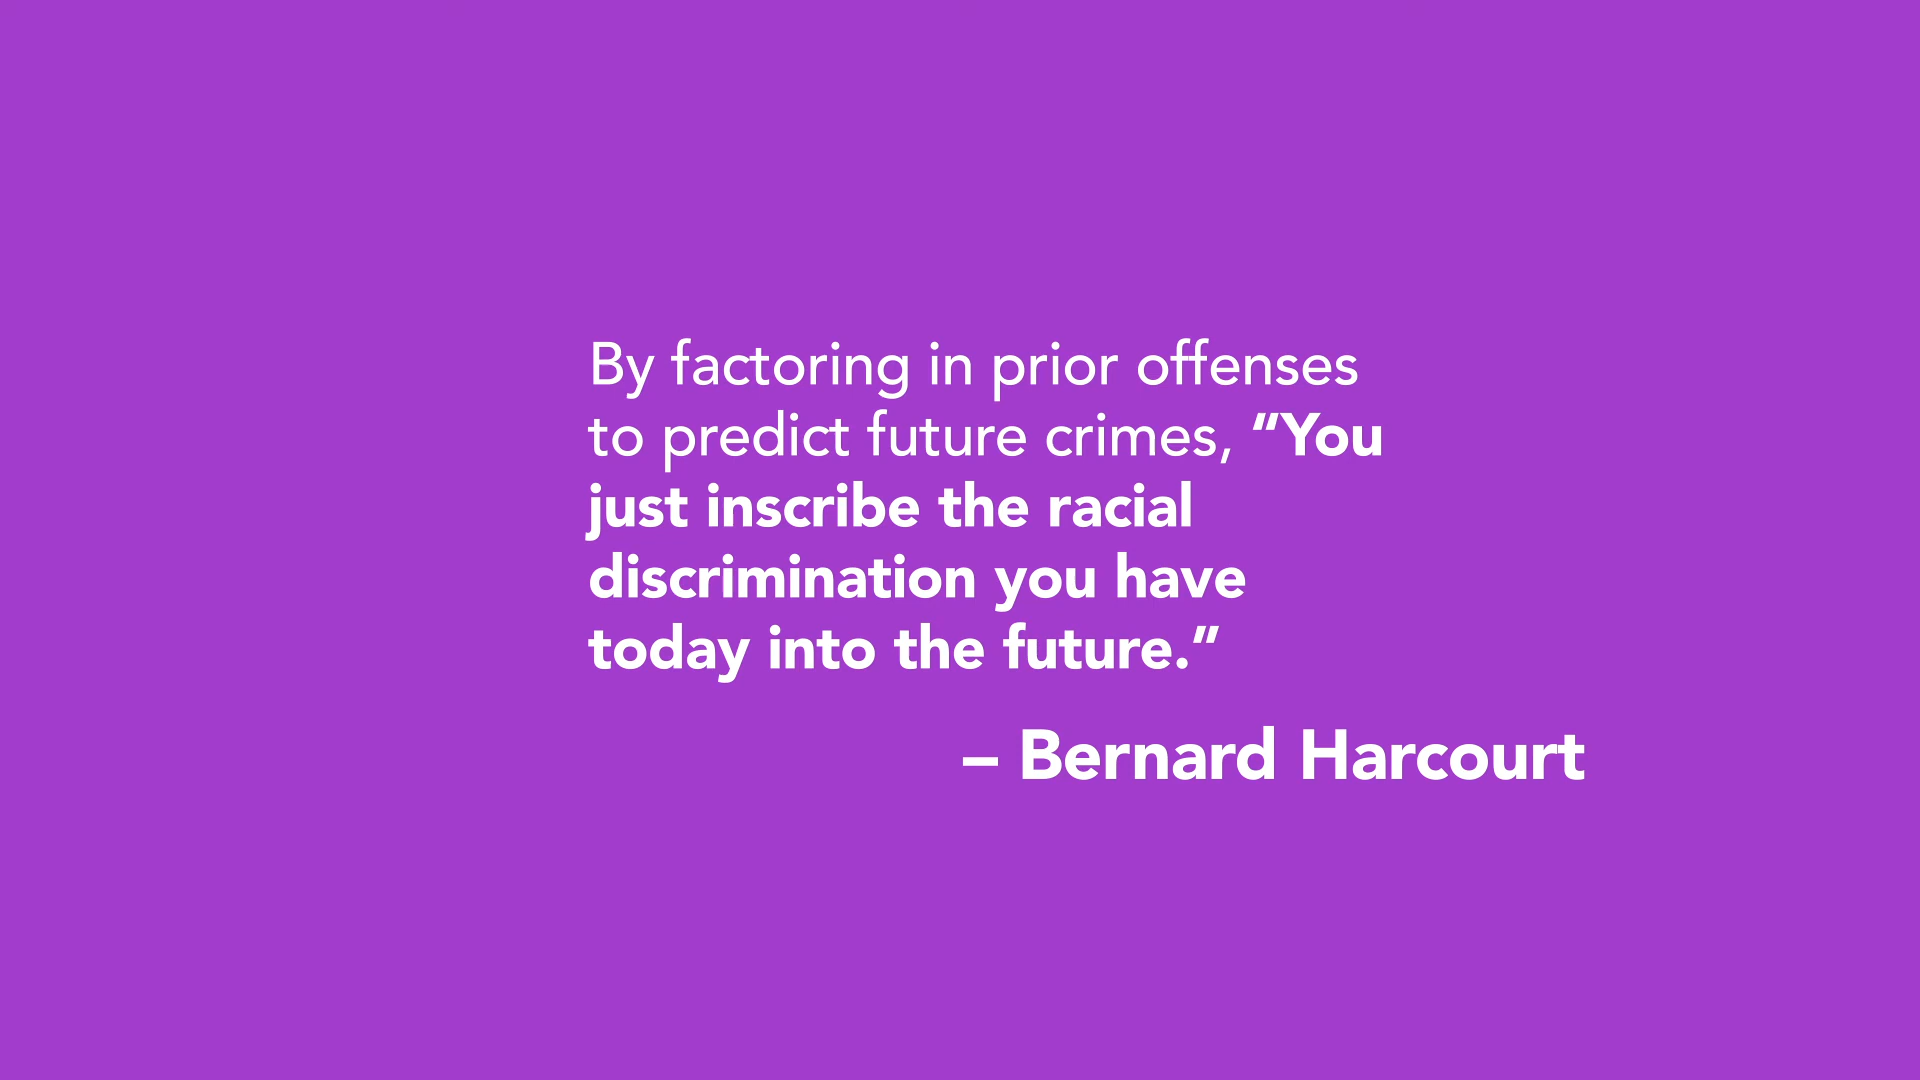 By factoring in prior offenses
to predict future crimes, “You
just inscribe the racial
discrimination you have
today into the future.”
– Bernard Harcourt